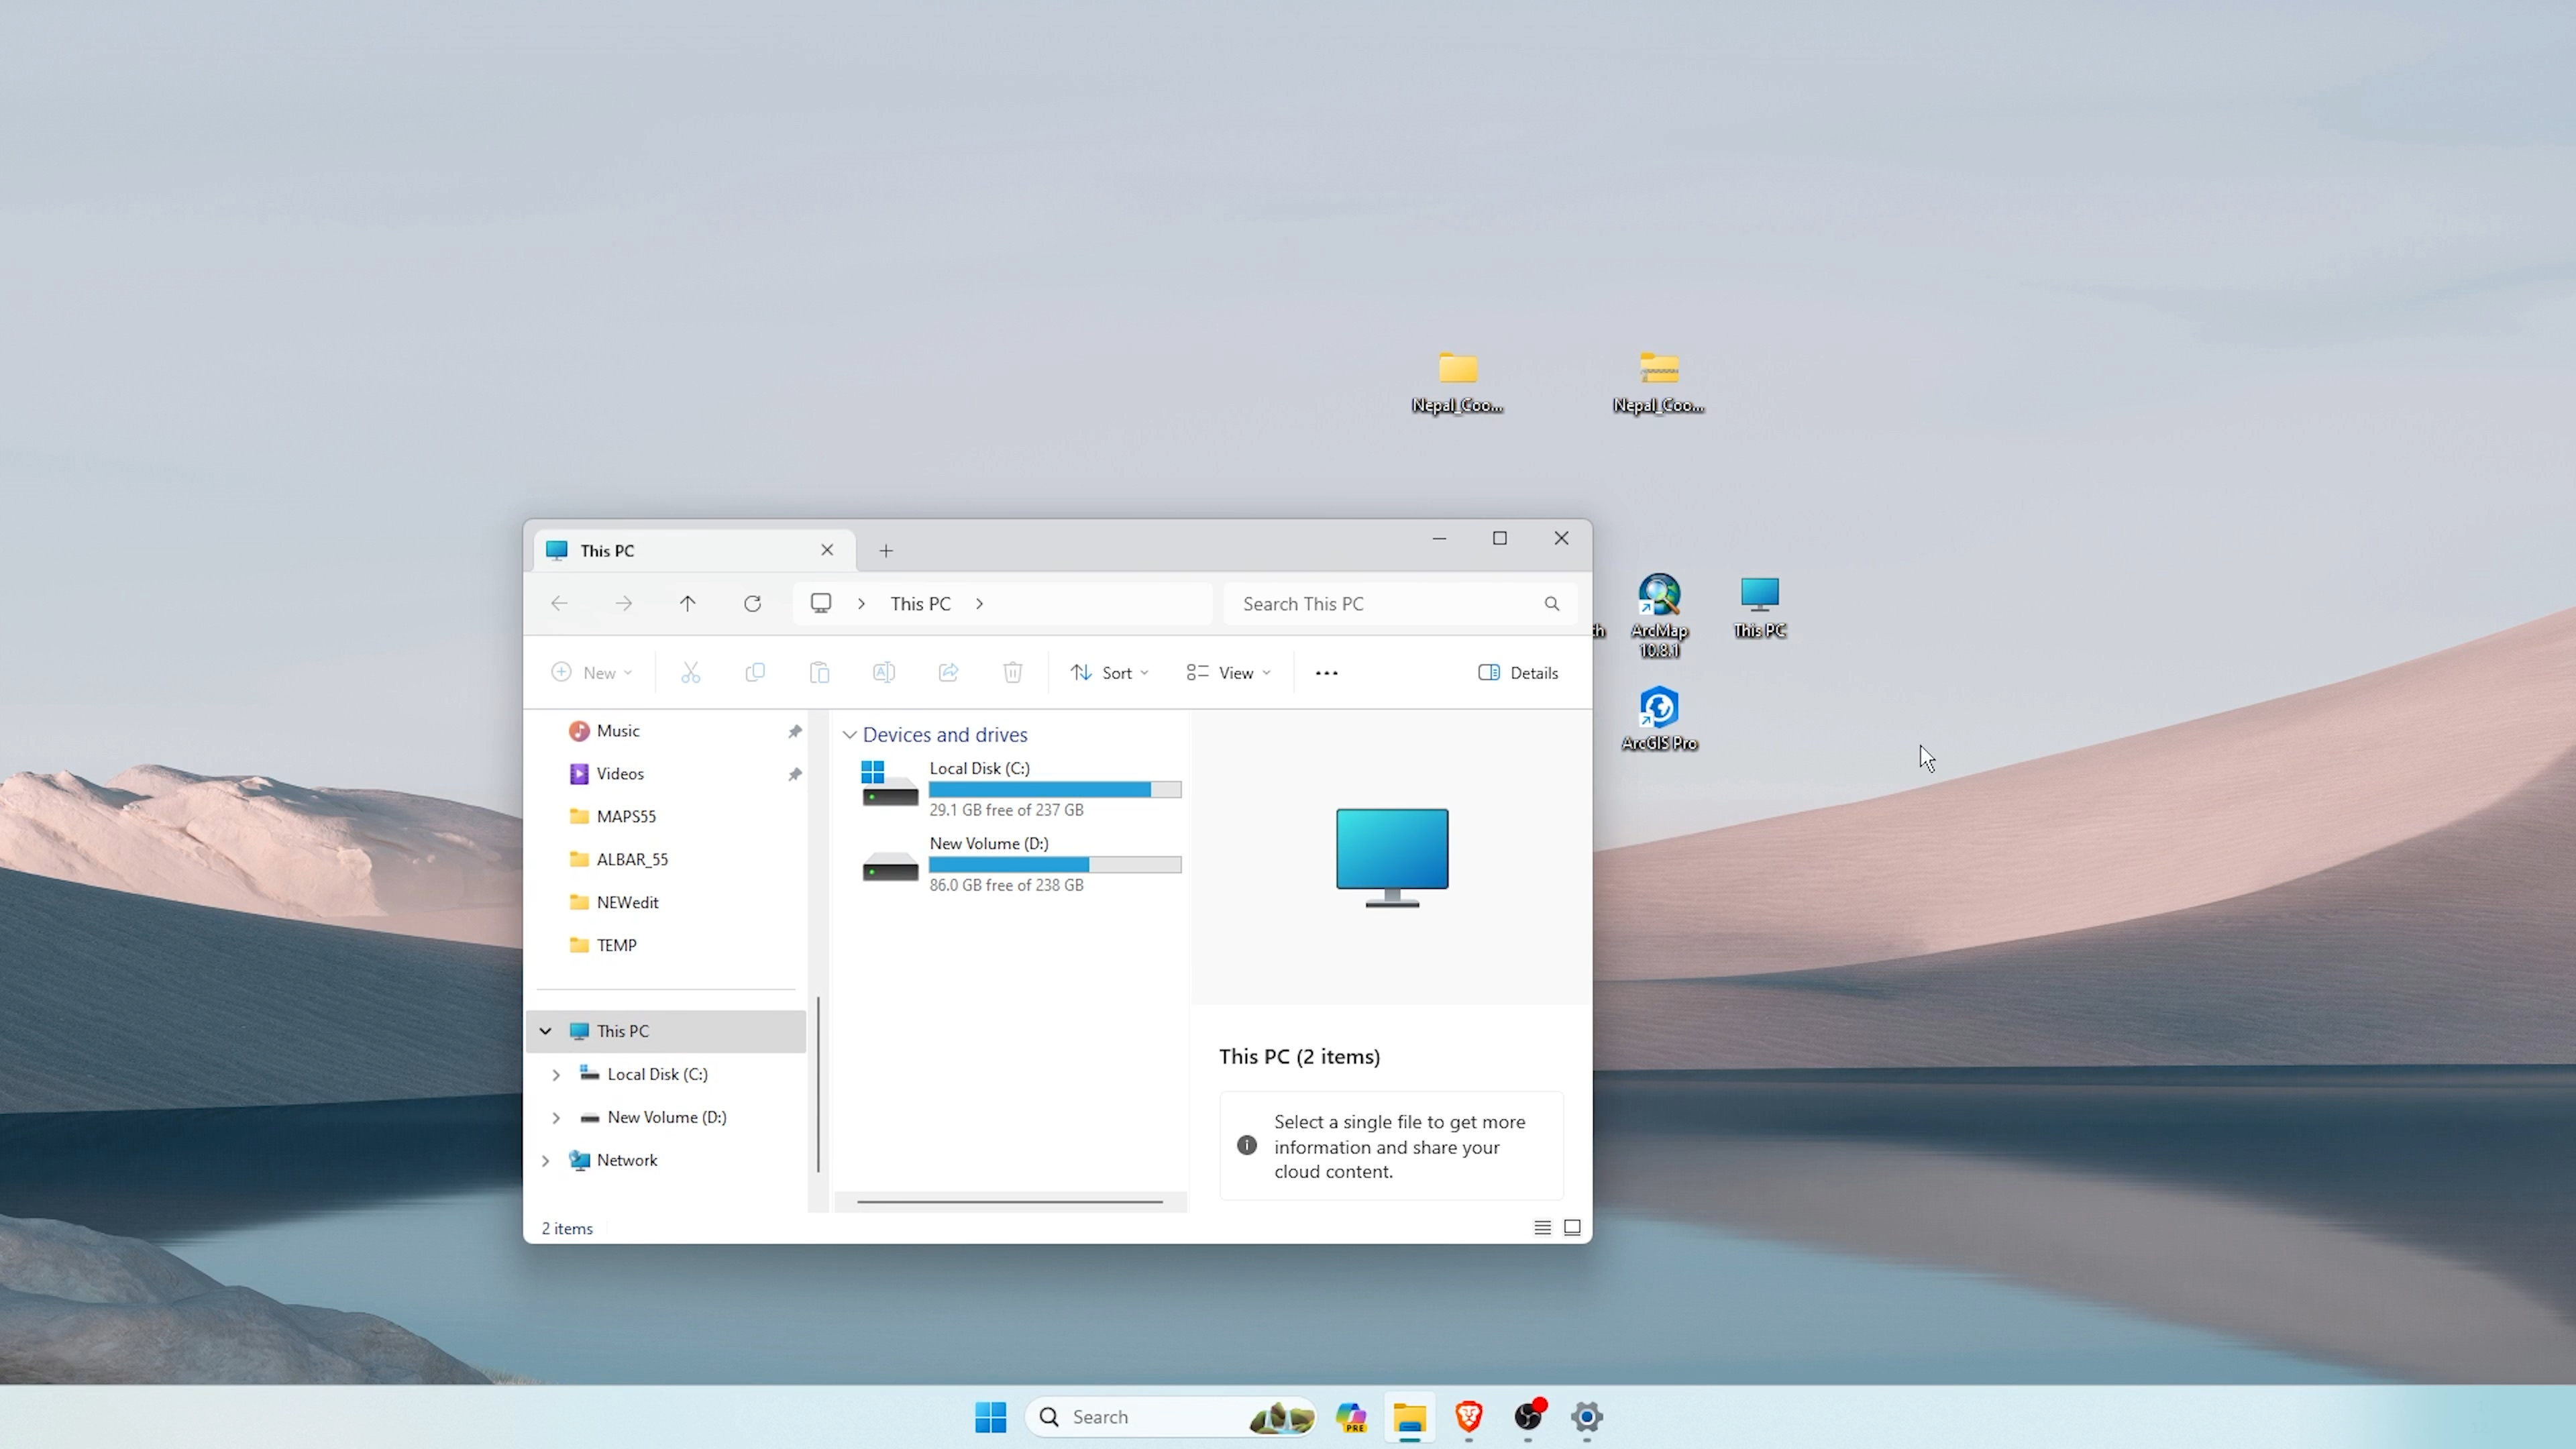 Nepal_Coo...
Nepal_Coo...
This PC
This PC
Search This PC
th
ArcMap
10.8.1
This PC
New
Sort
View
Details
ArcGIS Pro
Music
Videos
MAPS55
ALBAR_55
NEWedit
TEMP
This PC
Local Disk (C:)
New Volume (D:)
Network
Devices and drives
Local Disk (C:)
29.1 GB free of 237 GB
New Volume (D:)
86.0 GB free of 238 GB
This PC (2 items)
Select a single file to get more
information and share your
cloud content.
2 items
Search
PRE